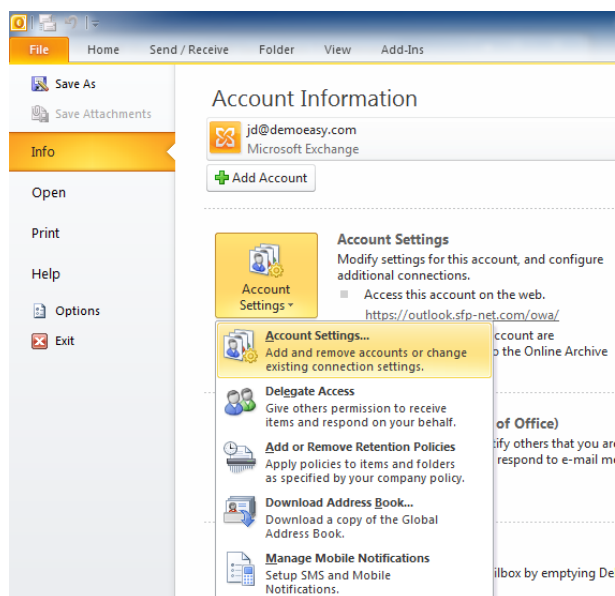 File Home Send / Receive Folder View Add-Ins
Save As
Save Attachments
Info
Open
Print
Help
Options
Exit
Account Information
jd@demoeasy.com
Microsoft Exchange
Add Account
Account Settings
Account Settings
Modify settings for this account, and configure
additional connections.
Access this account on the web.
https://outlook.sfp-net.com/owa/
ccount are
the Online Archive
Account Settings...
Add and remove accounts or change
existing connection settings.
Delegate Access
Give others permission to receive
items and respond on your behalf.
Add or Remove Retention Policies
Apply policies to items and folders
as specified by your company policy.
Download Address Book...
Download a copy of the Global
Address Book.
Manage Mobile Notifications
Setup SMS and Mobile
Notifications.
of Office)
tify others that you are
respond to e-mail
ilbox by emptying De